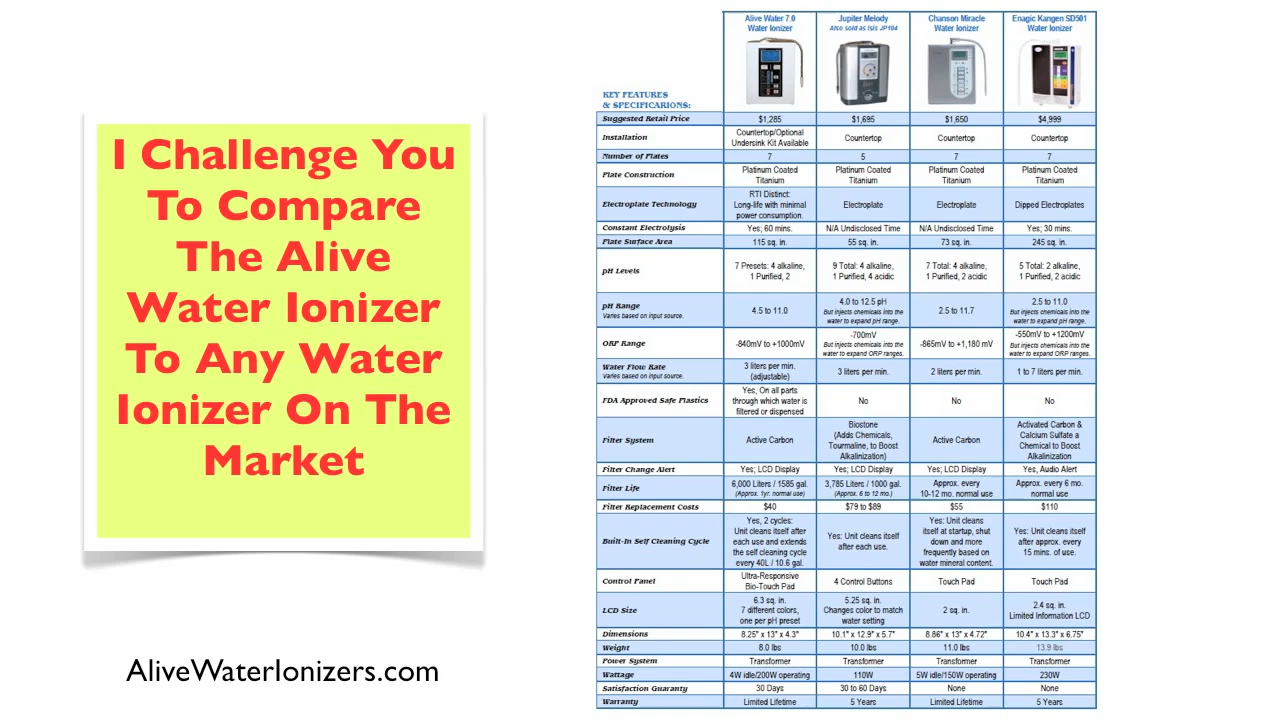 I Challenge You
To Compare
The Alive
Water Ionizer
To Any Water
Ionizer On The
Market
AliveWaterIonizers.com
Alive Water 7.0 Water Ionizer | Jupiter Melody Also sold as Isis JP104 | Chanson Miracle Water Ionizer | Enagic Kangen SD501 Water Ionizer
KEY FEATURES
& SPECIFICARIONS:
Suggested Retail Price | $1,285 | $1,695 | $1,650 | $4,999
Installation | Countertop/Optional Undersink Kit Available | Countertop | Countertop | Countertop
Number of Plates | 7 | 5 | 7 | 7
Plate Construction | Platinum Coated Titanium | Platinum Coated Titanium | Platinum Coated Titanium | Platinum Coated Titanium
Electroplate Technology | RTI Distinct: Long-life with minimal power consumption. | Electroplate | Electroplate | Dipped Electroplates
Constant Electrolysis | Yes; 60 mins. | N/A Undisclosed Time | N/A Undisclosed Time | Yes; 30 mins.
Plate Surface Area | 115 sq. in. | 55 sq. in. | 73 sq. in. | 245 sq. in.
pH Levels | 7 Presets: 4 alkaline, 1 Purified, 2 | 9 Total: 4 alkaline, 1 Purified, 4 acidic | 7 Total: 4 alkaline, 1 Purified, 2 acidic | 5 Total: 2 alkaline, 1 Purified, 2 acidic
pH Range Varies based on input source. | 4.5 to 11.0 | 4.0 to 12.5 pH But injects chemicals into the water to expand pH range. | 2.5 to 11.7 | 2.5 to 11.0 But injects chemicals into the water to expand pH range.
ORP Range | -840mV to +1000mV | -700mV But injects chemicals into the water to expand ORP ranges. | -865mV to +1,180 mV | -550mV to +1200mV But injects chemicals into the water to expand ORP ranges.
Water Flow Rate Varies based on input source. | 3 liters per min. (adjustable) | 3 liters per min. | 2 liters per min. | 1 to 7 liters per min.
FDA Approved Safe Plastics | Yes, On all parts through which water is filtered or dispensed | No | No | No
Filter System | Active Carbon | Biostone (Adds Chemicals, Tourmaline, to Boost Alkalinization) | Active Carbon | Activated Carbon & Calcium Sulfate a Chemical to Boost Alkalinization
Filter Change Alert | Yes; LCD Display | Yes; LCD Display | Yes; LCD Display | Yes, Audio Alert
Filter Life | 6,000 Liters / 1585 gal. (Approx. 1yr. normal use) | 3,785 Liters / 1000 gal. (Approx. 6 to 12 mo.) | Approx. every 10-12 mo. normal use | Approx. every 6 mo. normal use
Filter Replacement Costs | $40 | $79 to $89 | $55 | $110
Built-In Self Cleaning Cycle | Yes, 2 cycles: Unit cleans itself after each use and extends the self cleaning cycle every 40L / 10.6 gal. | Yes: Unit cleans itself after each use. | Yes: Unit cleans itself at startup, shut down and more frequently based on water mineral content. | Yes: Unit cleans itself after approx. every 15 mins. of use.
Control Panel | Ultra-Responsive Bio-Touch Pad | 4 Control Buttons | Touch Pad | Touch Pad
LCD Size | 6.3 sq. in. 7 different colors, one per pH preset | 5.25 sq. in. Changes color to match water setting | 2 sq. in. | 2.4 sq. in. Limited Information LCD
Dimensions | 8.25" x 13" x 4.3" | 10.1" x 12.9" x 5.7" | 8.86" x 13" x 4.72" | 10.4" x 13.3" x 6.75"
Weight | 8.0 lbs | 10.0 lbs | 11.0 lbs | 13.9 lbs
Power System | Transformer | Transformer | Transformer | Transformer
Wattage | 4W idle/200W operating | 110W | 5W idle/150W operating | 230W
Satisfaction Guaranty | 30 Days | 30 to 60 Days | None | None
Warranty | Limited Lifetime | 5 Years | Limited Lifetime | 5 Years